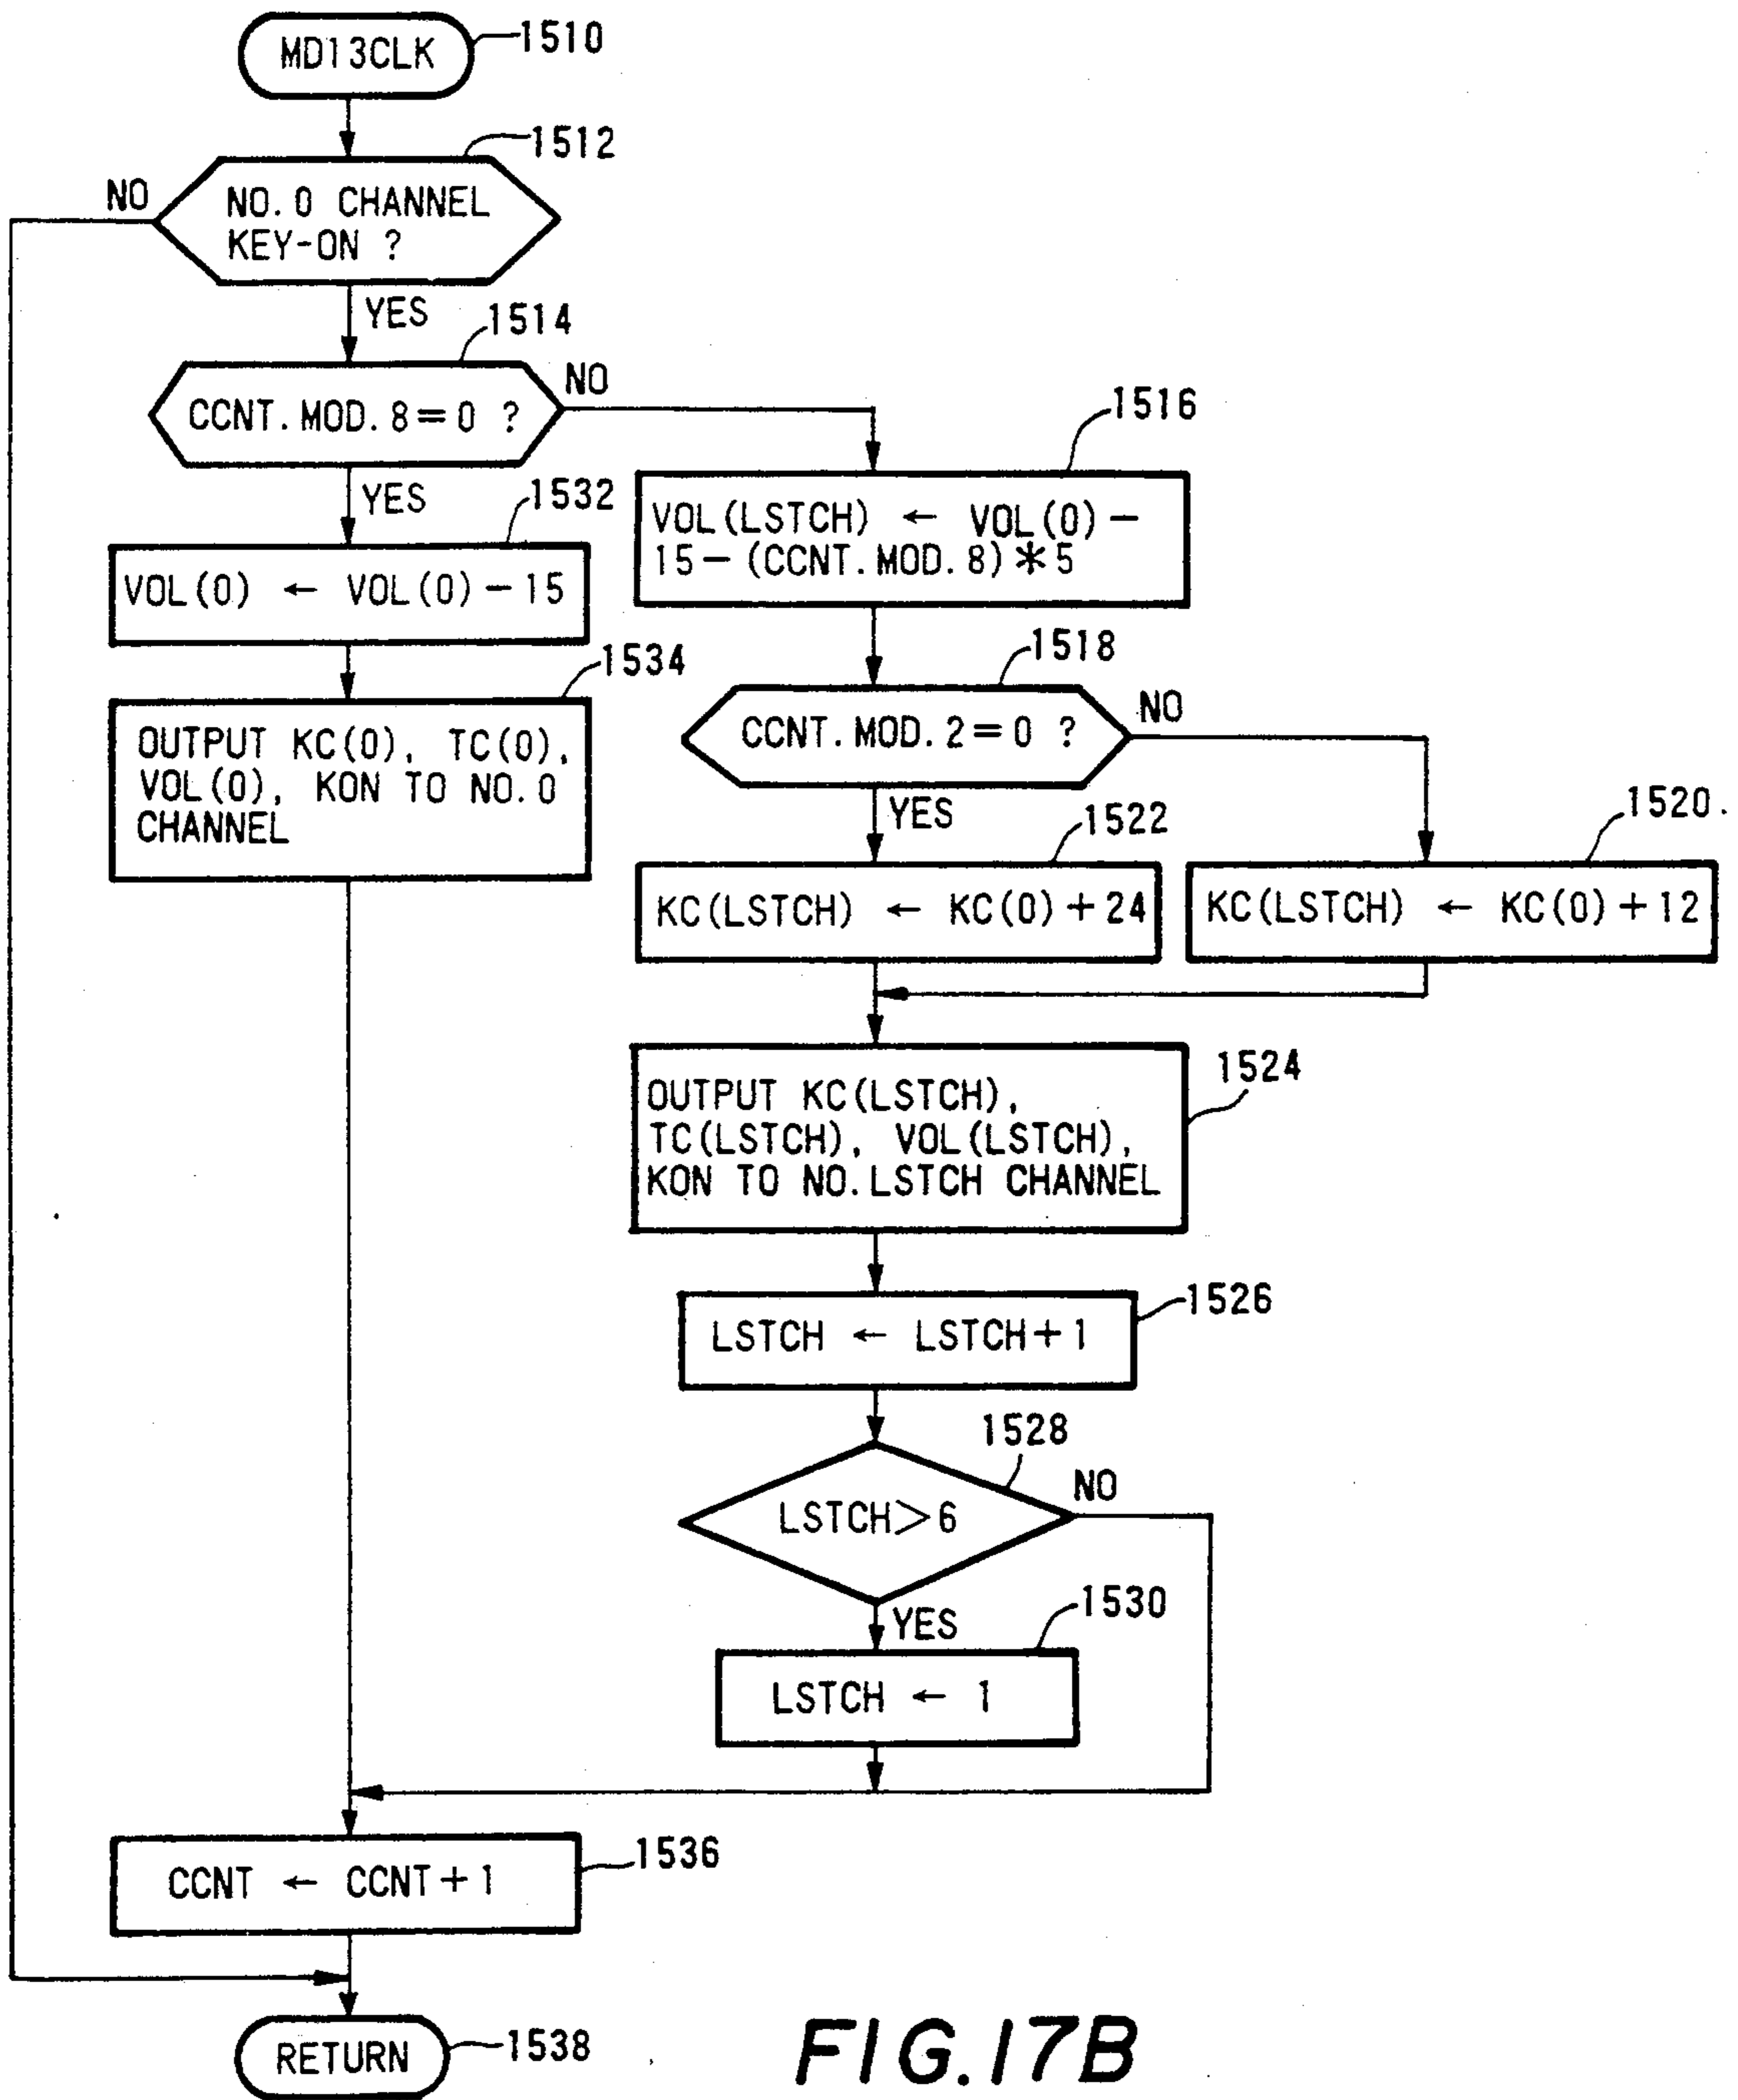 MD13CLK
1510
1512
NO
NO. 0 CHANNEL
KEY-ON ?
YES
1514
NO
CCNT. MOD. 8 = 0 ?
1516
YES
1532
VOL(LSTCH) ← VOL(0) −
15 − (CCNT. MOD. 8) * 5
VOL(0) ← VOL(0) − 15
1534
1518
OUTPUT KC(0), TC(0),
VOL(0), KON TO NO. 0
CHANNEL
CCNT. MOD. 2 = 0 ?
NO
YES
1522
1520.
KC(LSTCH) ← KC(0) + 24
KC(LSTCH) ← KC(0) + 12
1524
OUTPUT KC(LSTCH),
TC(LSTCH), VOL(LSTCH),
KON TO NO. LSTCH CHANNEL
1526
LSTCH ← LSTCH + 1
1528
NO
LSTCH > 6
YES
1530
LSTCH ← 1
1536
CCNT ← CCNT + 1
RETURN
1538
FIG. 17B